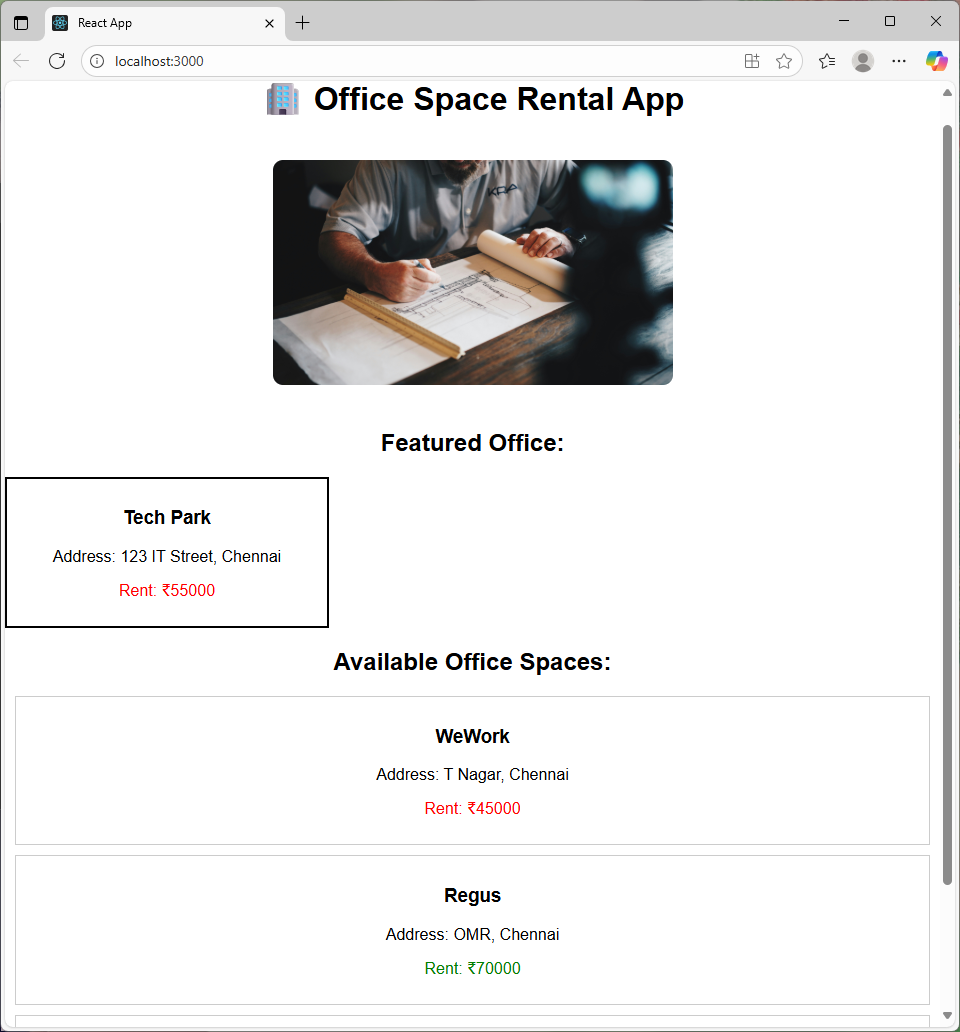 React App
localhost:3000
🏢 Office Space Rental App
KRA
Featured Office:
Tech Park
Address: 123 IT Street, Chennai
Rent: ₹55000
Available Office Spaces:
WeWork
Address: T Nagar, Chennai
Rent: ₹45000
Regus
Address: OMR, Chennai
Rent: ₹70000